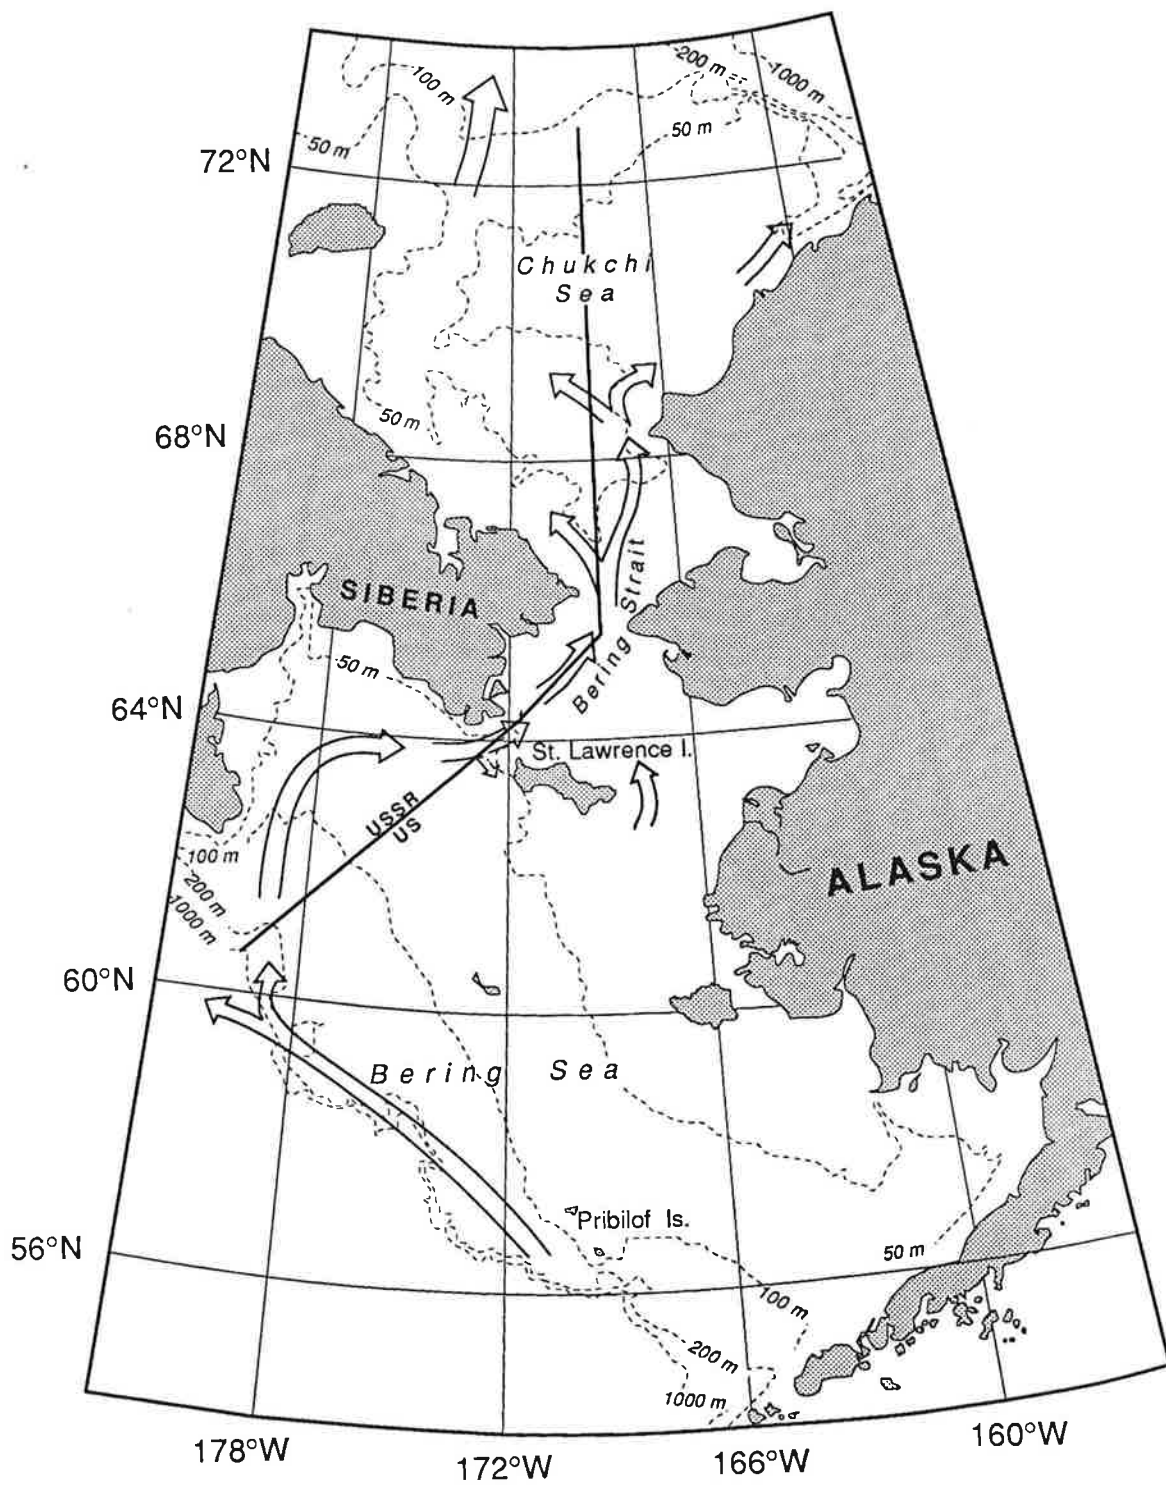 200 m
1000 m
100 m
50 m
50 m
72°N
Chukchi
Sea
50 m
68°N
Strait
SIBERIA
Bering
50 m
64°N
St. Lawrence I.
USSR
US
100 m
ALASKA
200 m
1000 m
60°N
Bering Sea
Pribilof Is.
56°N
50 m
100 m
200 m
1000 m
178°W
172°W
166°W
160°W